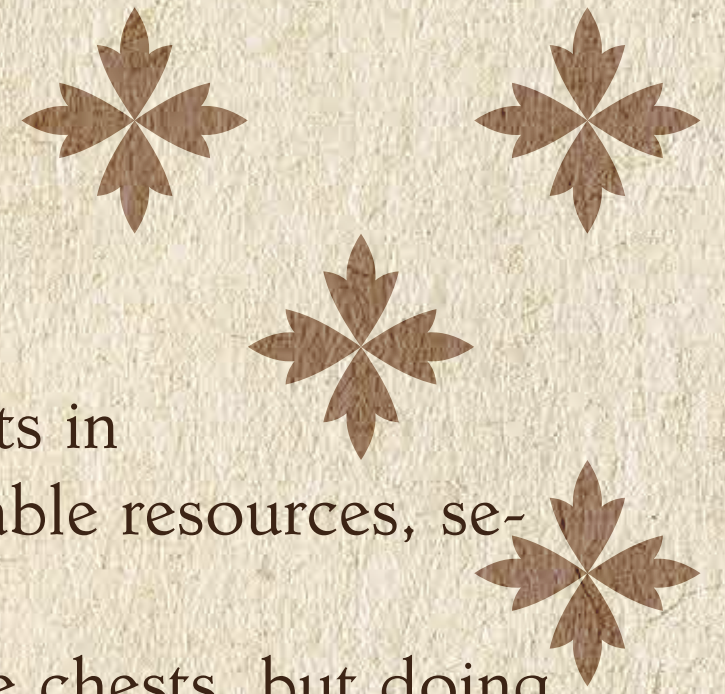 ts in
able resources, se-
e chests, but doing